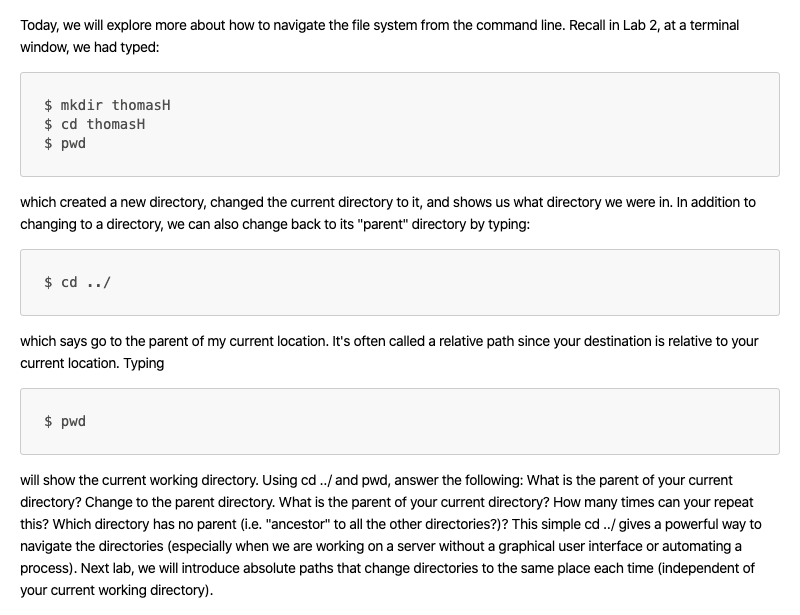 Today, we will explore more about how to navigate the file system from the command line. Recall in Lab 2, at a terminal
window, we had typed:
$ mkdir thomasH
$ cd thomasH
$ pwd
which created a new directory, changed the current directory to it, and shows us what directory we were in. In addition to
changing to a directory, we can also change back to its "parent" directory by typing:
$ cd ../
which says go to the parent of my current location. It's often called a relative path since your destination is relative to your
current location. Typing
$ pwd
will show the current working directory. Using cd ../ and pwd, answer the following: What is the parent of your current
directory? Change to the parent directory. What is the parent of your current directory? How many times can your repeat
this? Which directory has no parent (i.e. "ancestor" to all the other directories?)? This simple cd ../ gives a powerful way to
navigate the directories (especially when we are working on a server without a graphical user interface or automating a
process). Next lab, we will introduce absolute paths that change directories to the same place each time (independent of
your current working directory).